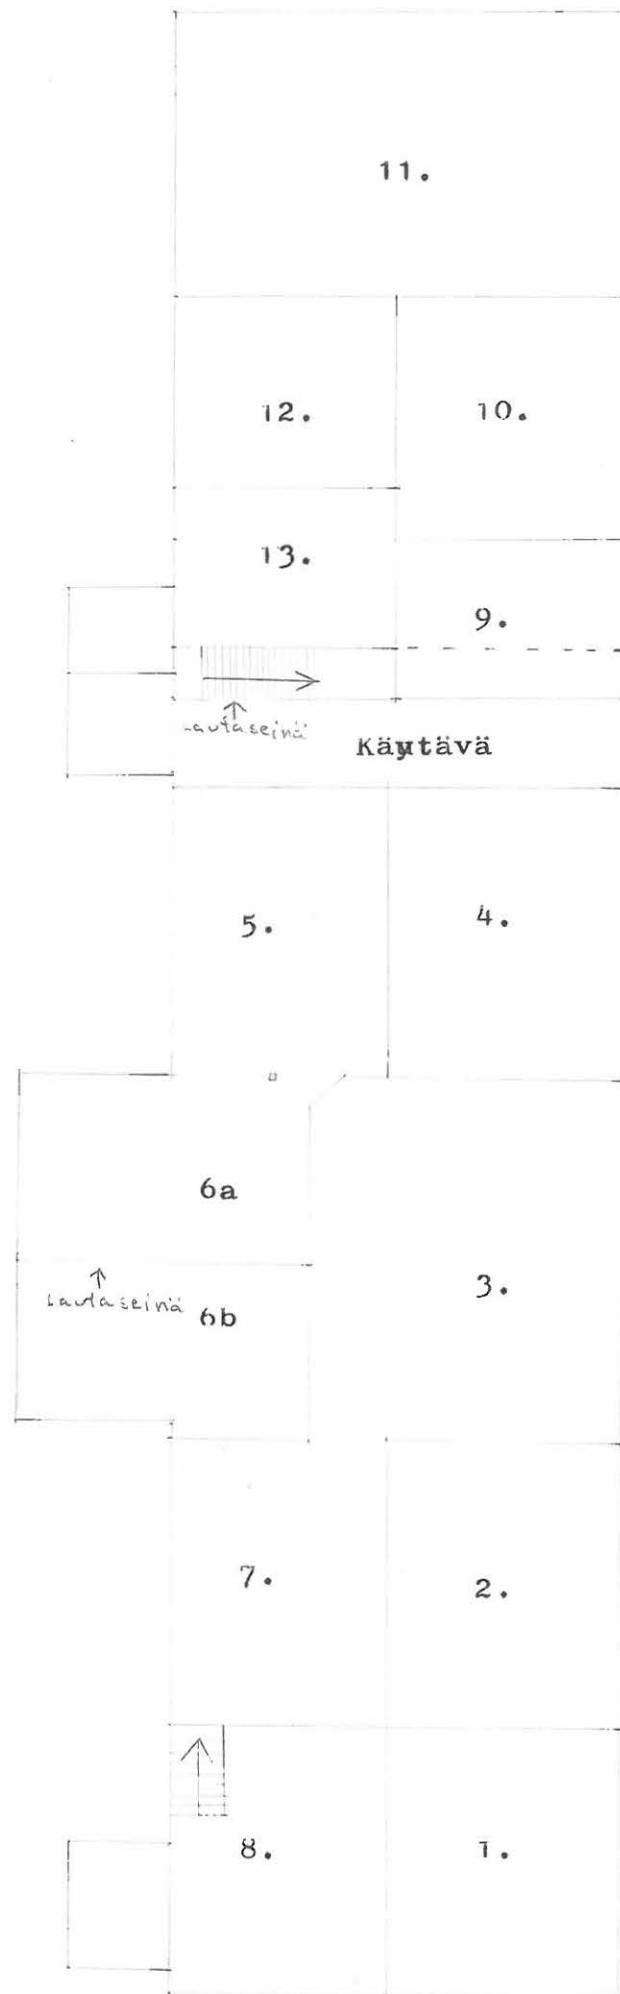 11.
12.
10.
13.
9.
Lautaseinä
Käytävä
5.
4.
6a
3.
Lautaseinä
6b
7.
2.
8.
1.